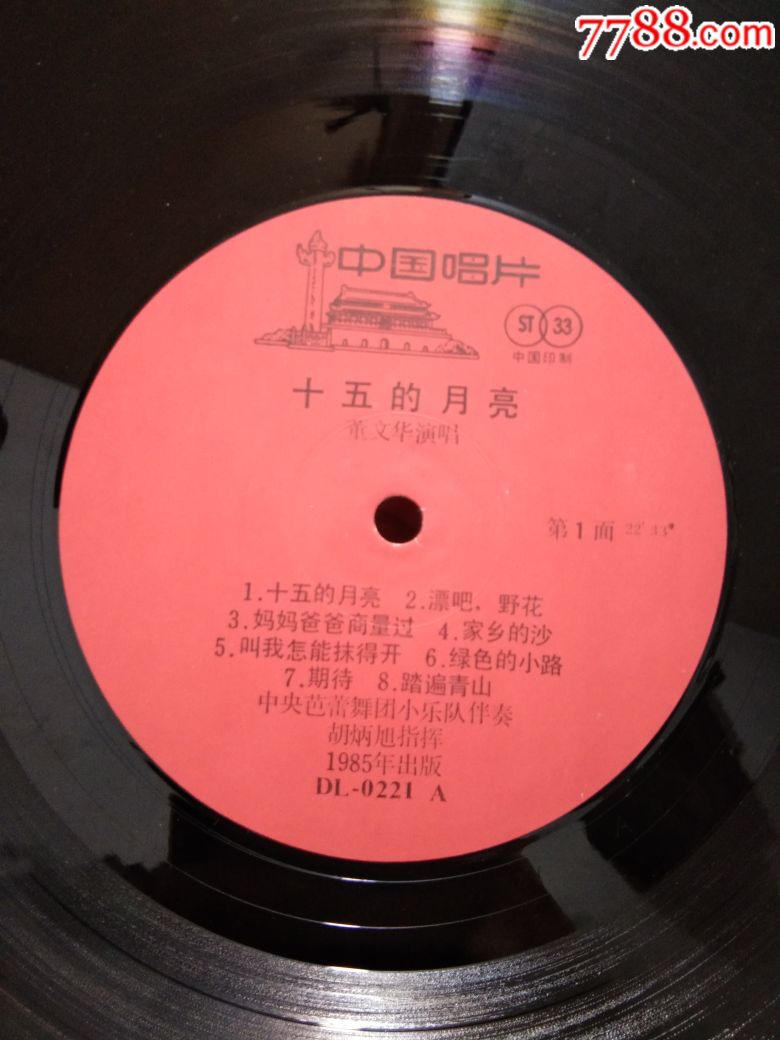 7788.com
中国唱片
ST 33
中国印制
十五的月亮
董文华演唱
第1面 22′33″
1.十五的月亮 2.漂吧，野花
3.妈妈爸爸商量过 4.家乡的沙
5.叫我怎能抹得开 6.绿色的小路
7.期待 8.踏遍青山
中央芭蕾舞团小乐队伴奏
胡炳旭指挥
1985年出版
DL-0221 A